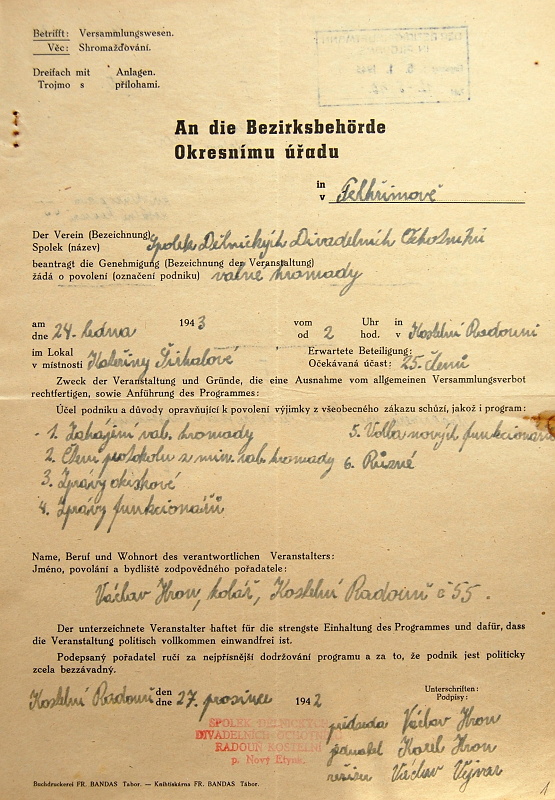 Betrifft: Versammlungswesen.
Věc: Shromažďování.
Dreifach mit Anlagen.
Trojmo s přílohami.
An die Bezirksbehörde
Okresnímu úřadu
in
v Pelhřimově
Der Verein (Bezeichnung)
Spolek (název) Spolek Dělnických Divadelních Ochotníků
beantragt die Genehmigung (Bezeichnung der Veranstaltung)
žádá o povolení (označení podniku) valné hromady
am 1943 vom Uhr in
dne 24. ledna od 2 hod. v Kostelní Radouni
im Lokal Erwartete Beteiligung:
v místnosti Kateřiny Očekávaná účast: 25. členů
Zweck der Veranstaltung und Gründe, die eine Ausnahme vom allgemeinen Versammlungsverbot
rechtfertigen, sowie Anführung des Programmes:
Účel podniku a důvody opravňující k povolení výjimky z všeobecného zákazu schůzí, jakož i program:
1. Zahájení val. hromady 5. Volba nových funkcionářů
2. Čtení protokolu z min. val. hromady 6. Různé
3. Zprávy
4. Zprávy funkcionářů
Name, Beruf und Wohnort des verantwortlichen Veranstalters:
Jméno, povolání a bydliště zodpovědného pořadatele:
Václav Hron, kolář, Kostelní Radouň č 55.
Der unterzeichnete Veranstalter haftet für die strengste Einhaltung des Programmes und dafür, dass
die Veranstaltung politisch vollkommen einwandfrei ist.
Podepsaný pořadatel ručí za nejpřísnější dodržování programu a za to, že podnik jest politicky
zcela bezzávadný.
Kostelní Radouň den
dne 27. prosince 1942
Unterschriften:
Podpisy:
SPOLEK DĚLNICKÝCH
DIVADELNÍCH OCHOTNÍKŮ
RADOUŇ KOSTELNÍ
p. Nový Etynk.
předseda Václav Hron
jednatel Karel Hron
režisér Václav Vývar
Buchdruckerei FR. BANDAS Tabor. — Knihtiskárna FR. BANDAS Tábor.
1